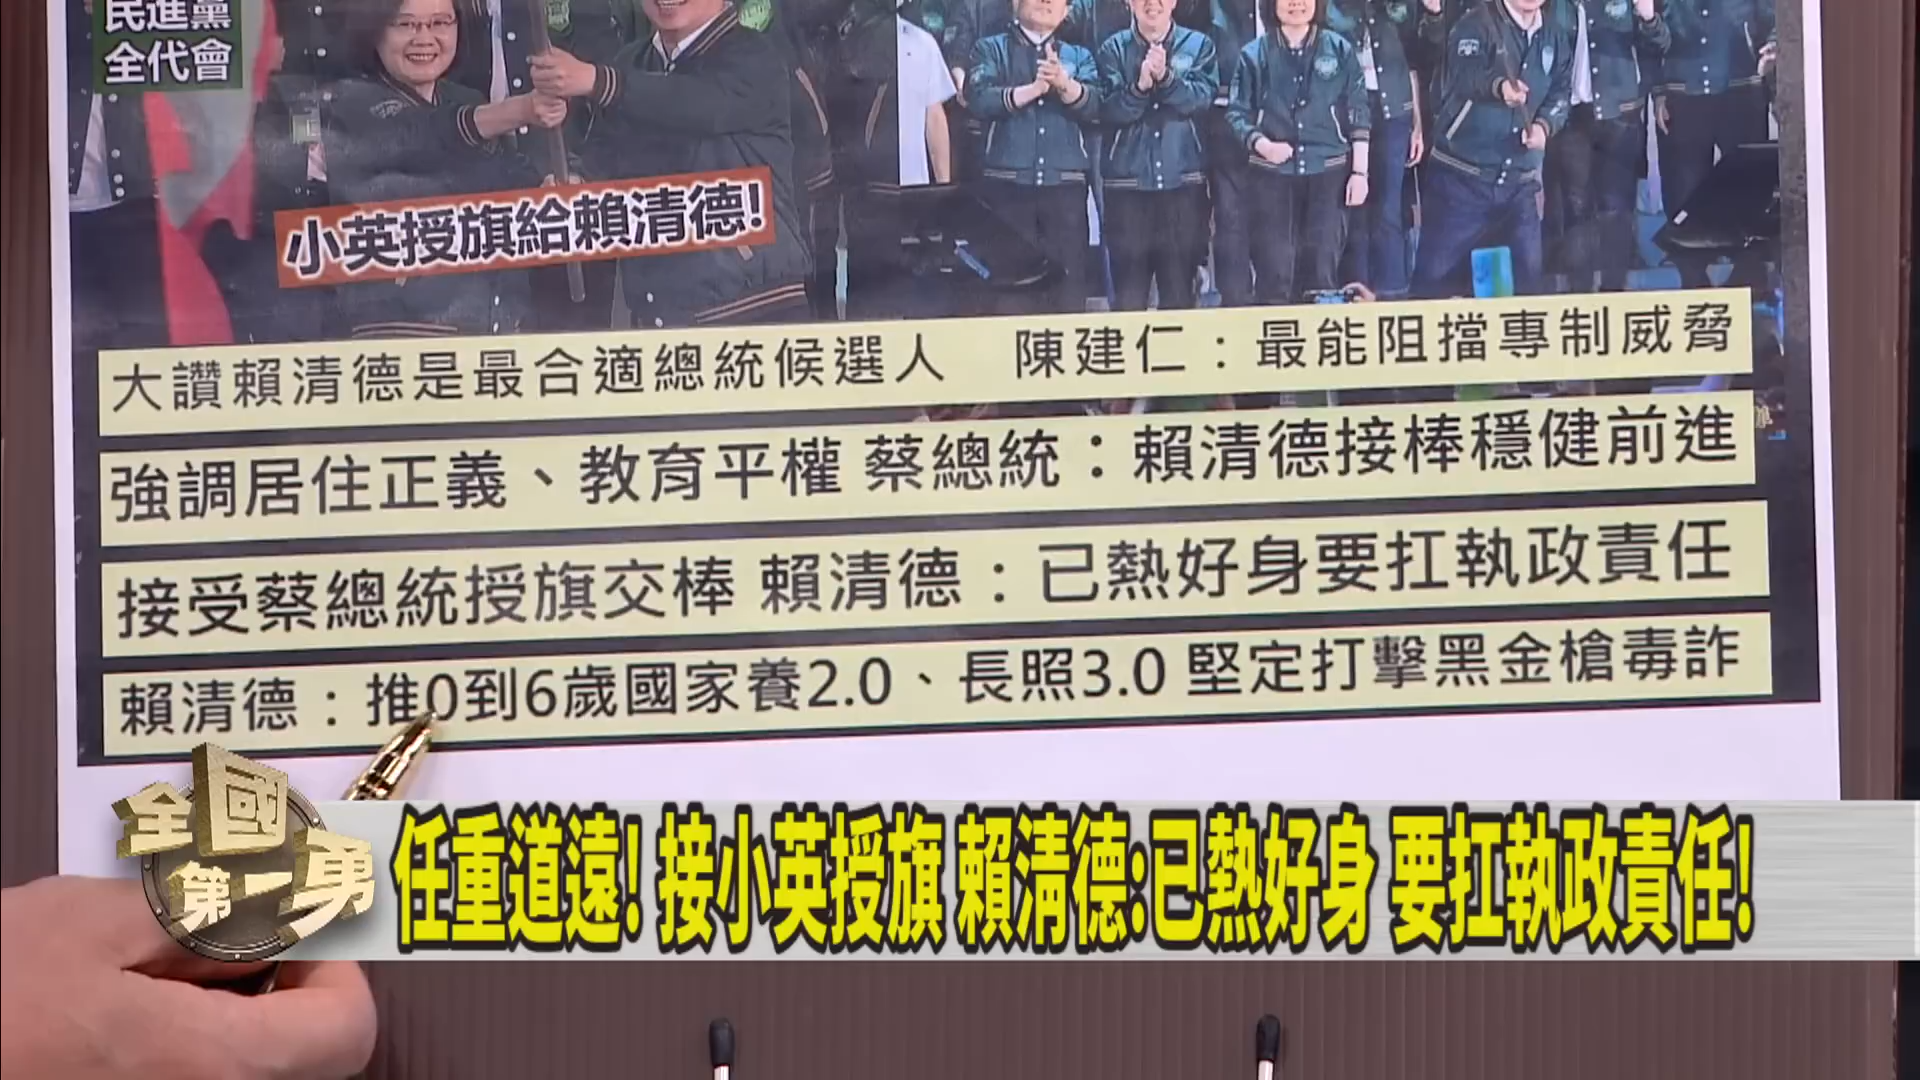 民進黨
全代會
小英授旗給賴清德!
大讚賴清德是最合適總統候選人 陳建仁：最能阻擋專制威脅
強調居住正義、教育平權 蔡總統：賴清德接棒穩健前進
接受蔡總統授旗交棒 賴清德：已熱好身要扛執政責任
賴清德：推0到6歲國家養2.0、長照3.0 堅定打擊黑金槍毒詐
全國第一勇
任重道遠! 接小英授旗 賴清德:已熱好身 要扛執政責任!